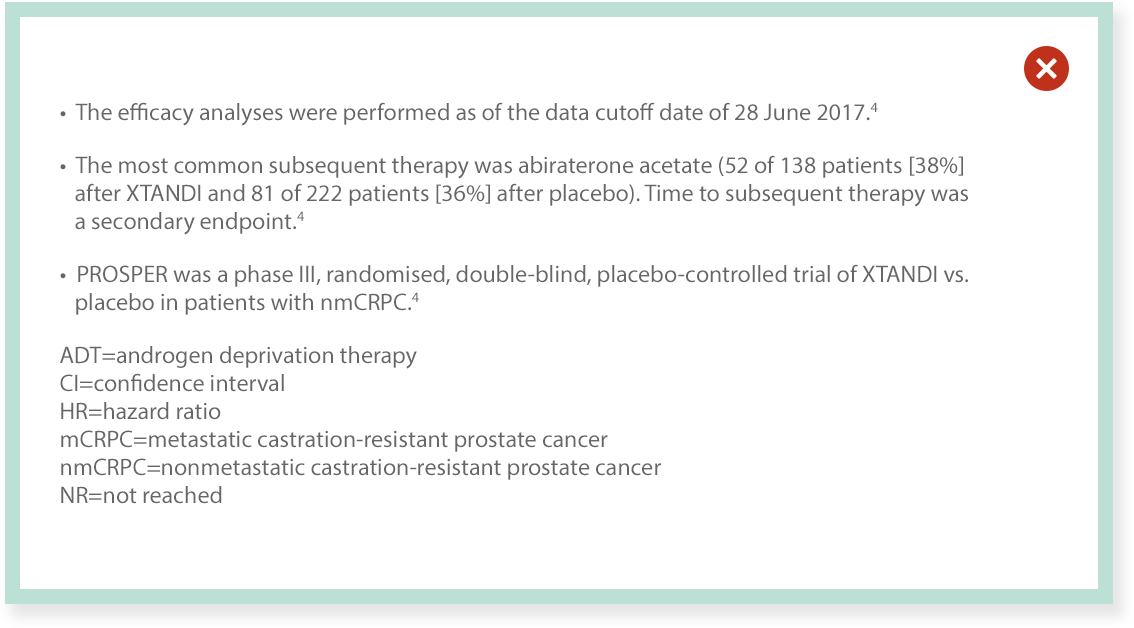 • The efficacy analyses were performed as of the data cutoff date of 28 June 2017.⁴
• The most common subsequent therapy was abiraterone acetate (52 of 138 patients [38%]
after XTANDI and 81 of 222 patients [36%] after placebo). Time to subsequent therapy was
a secondary endpoint.⁴
• PROSPER was a phase III, randomised, double-blind, placebo-controlled trial of XTANDI vs.
placebo in patients with nmCRPC.⁴
ADT=androgen deprivation therapy
CI=confidence interval
HR=hazard ratio
mCRPC=metastatic castration-resistant prostate cancer
nmCRPC=nonmetastatic castration-resistant prostate cancer
NR=not reached